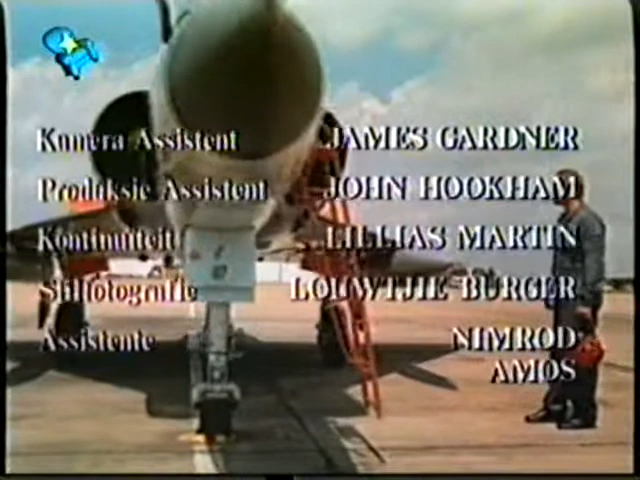 Kamera Assistent JAMES GARDNER
Produksie Assistent JOHN HOOKHAM
Kontinuïteit LILLIAS MARTIN
Stilfotografie LOUWTJIE BURGER
Assistente NIMROD
AMOS